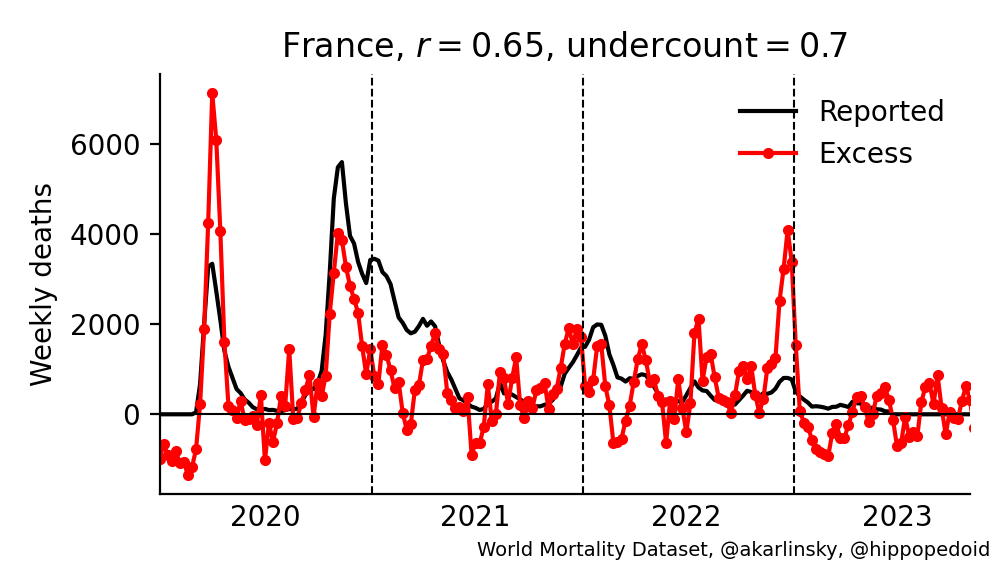 France, r = 0.65, undercount = 0.7
Reported
Excess
Weekly deaths
6000
4000
2000
0
2020 2021 2022 2023
World Mortality Dataset, @akarlinsky, @hippopedoid